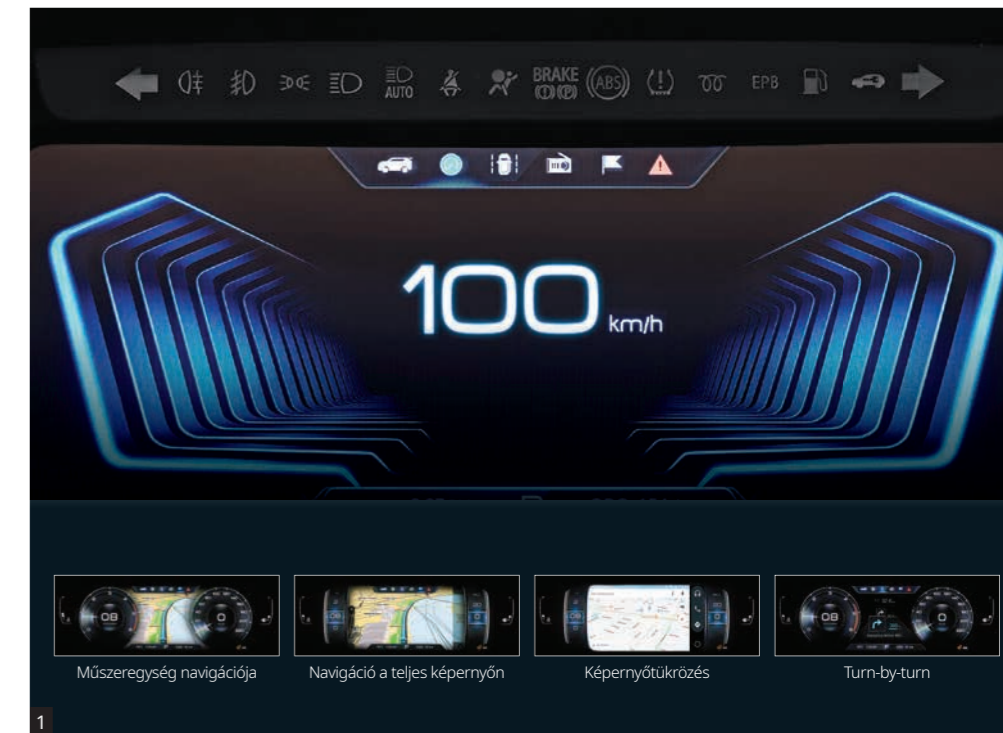 AUTO
BRAKE
(ABS)
EPB
100 km/h
Műszeregység navigációja
Navigáció a teljes képernyőn
Képernyőtükrözés
Turn-by-turn
1